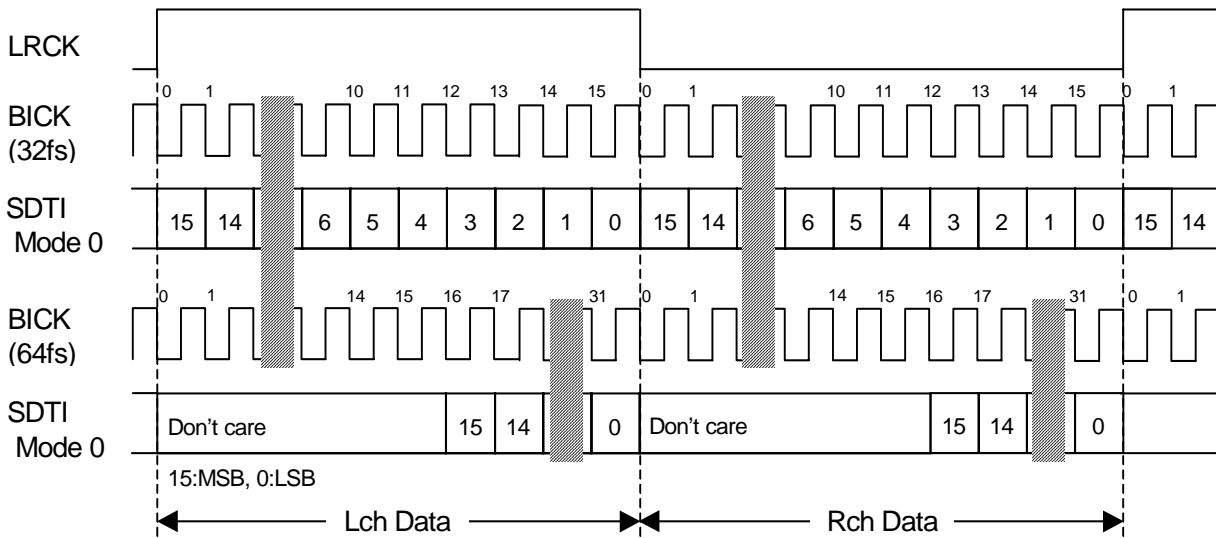 LRCK
0 1 10 11 12 13 14 15 0 1 10 11 12 13 14 15 0 1
BICK
(32fs)
SDTI
Mode 0
15 14 6 5 4 3 2 1 0 15 14 6 5 4 3 2 1 0 15 14
0 1 14 15 16 17 31 0 1 14 15 16 17 31 0 1
BICK
(64fs)
SDTI
Mode 0
Don't care 15 14 0 Don't care 15 14 0
15:MSB, 0:LSB
Lch Data Rch Data